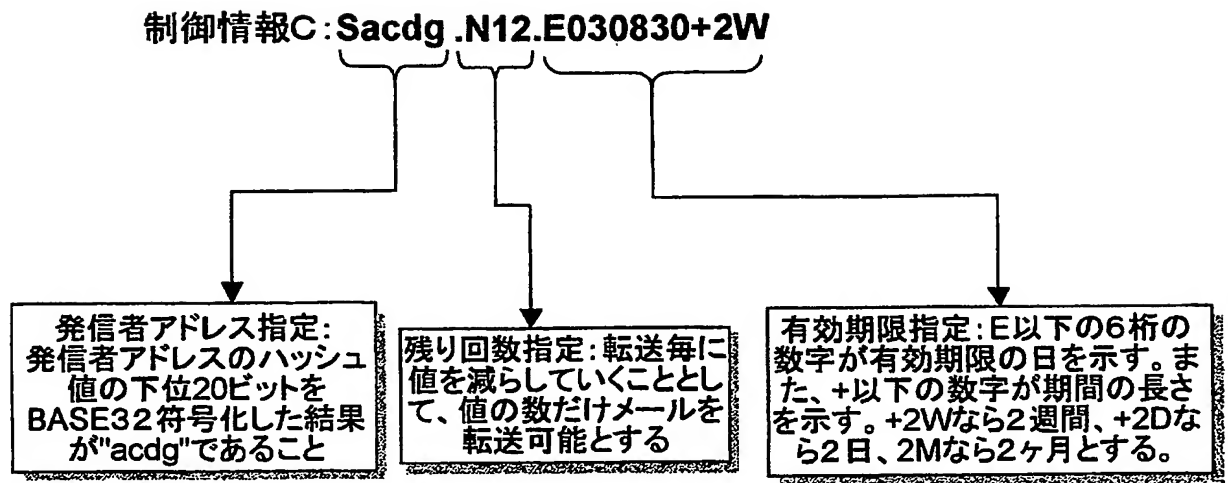 制御情報C:Sacdg.N12.E030830+2W
発信者アドレス指定:
発信者アドレスのハッシュ
値の下位20ビットを
BASE32符号化した結果
が"acdg"であること
残り回数指定:転送毎に
値を減らしていくこととし
て、値の数だけメールを
転送可能とする
有効期限指定:E以下の6桁の
数字が有効期限の日を示す。ま
た、+以下の数字が期間の長さ
を示す。+2Wなら2週間、+2Dな
ら2日、2Mなら2ヶ月とする。